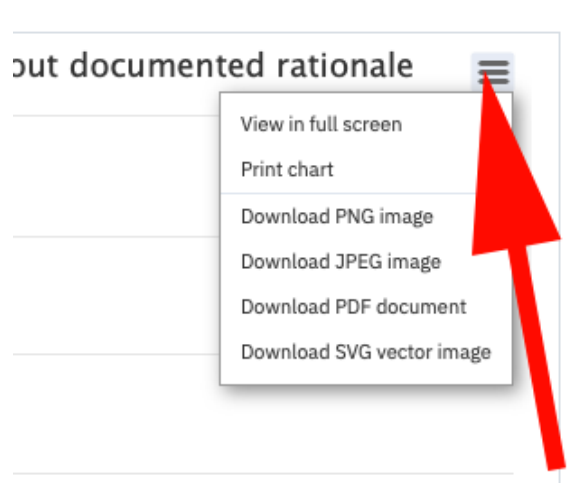 out documented rationale
View in full screen
Print chart
Download PNG image
Download JPEG image
Download PDF document
Download SVG vector image